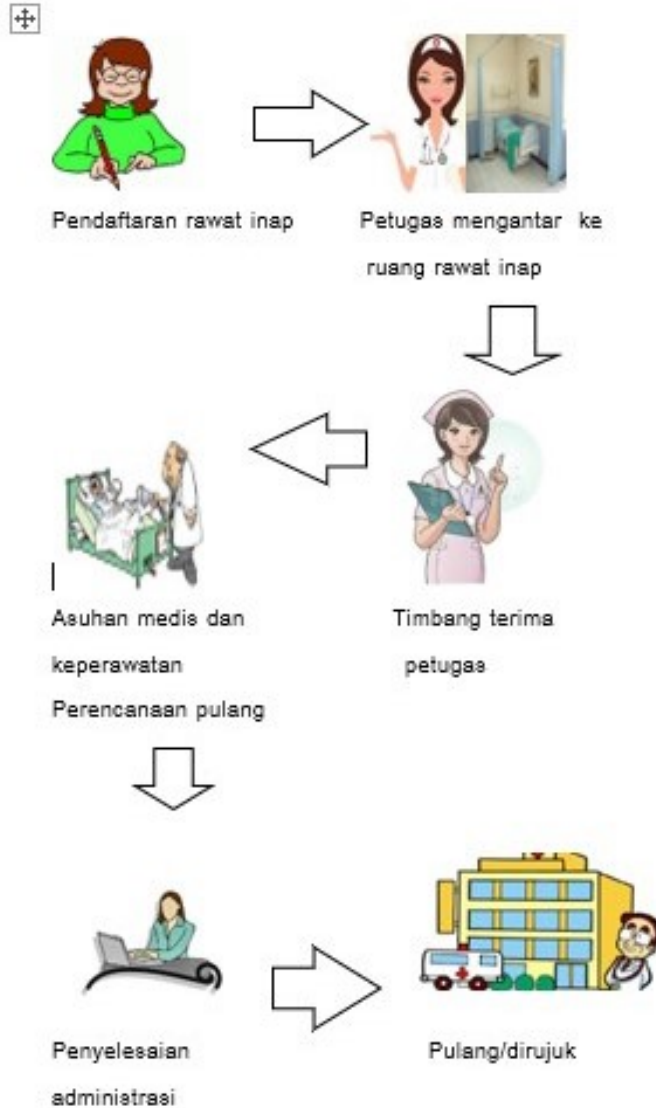 Pendaftaran rawat inap
Petugas mengantar ke
ruang rawat inap
Timbang terima
petugas
Asuhan medis dan
keperawatan
Perencanaan pulang
Penyelesaian
administrasi
Pulang/dirujuk